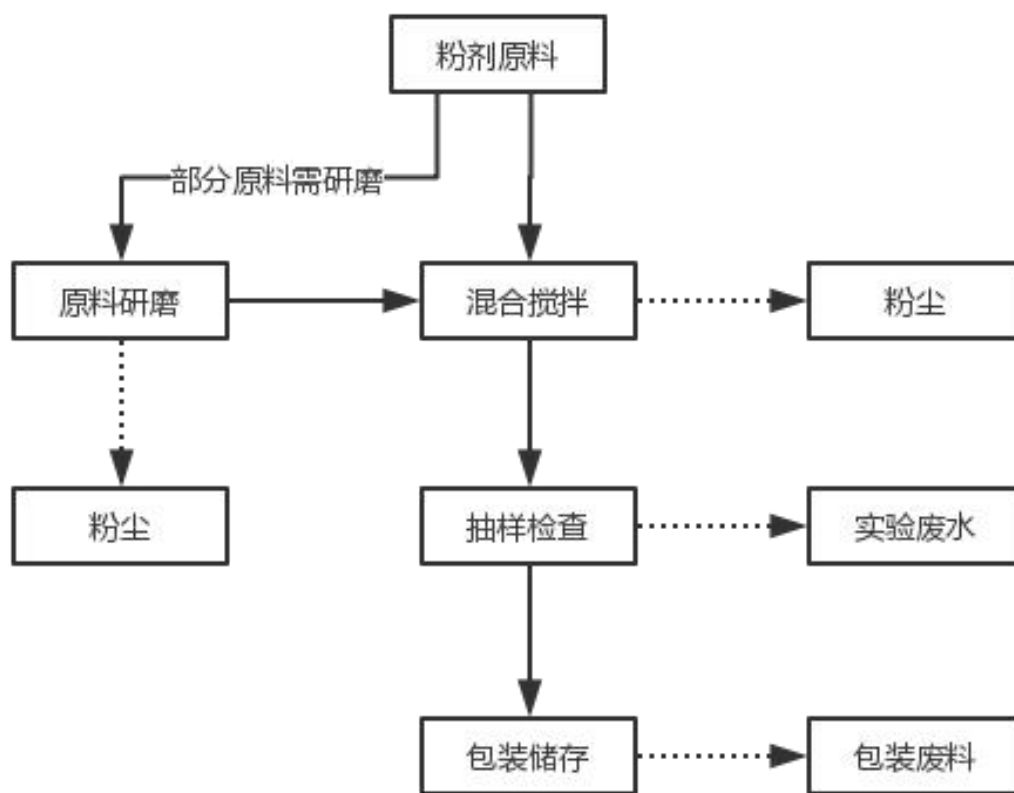 粉剂原料
部分原料需研磨
原料研磨
混合搅拌
粉尘
粉尘
抽样检查
实验废水
包装储存
包装废料